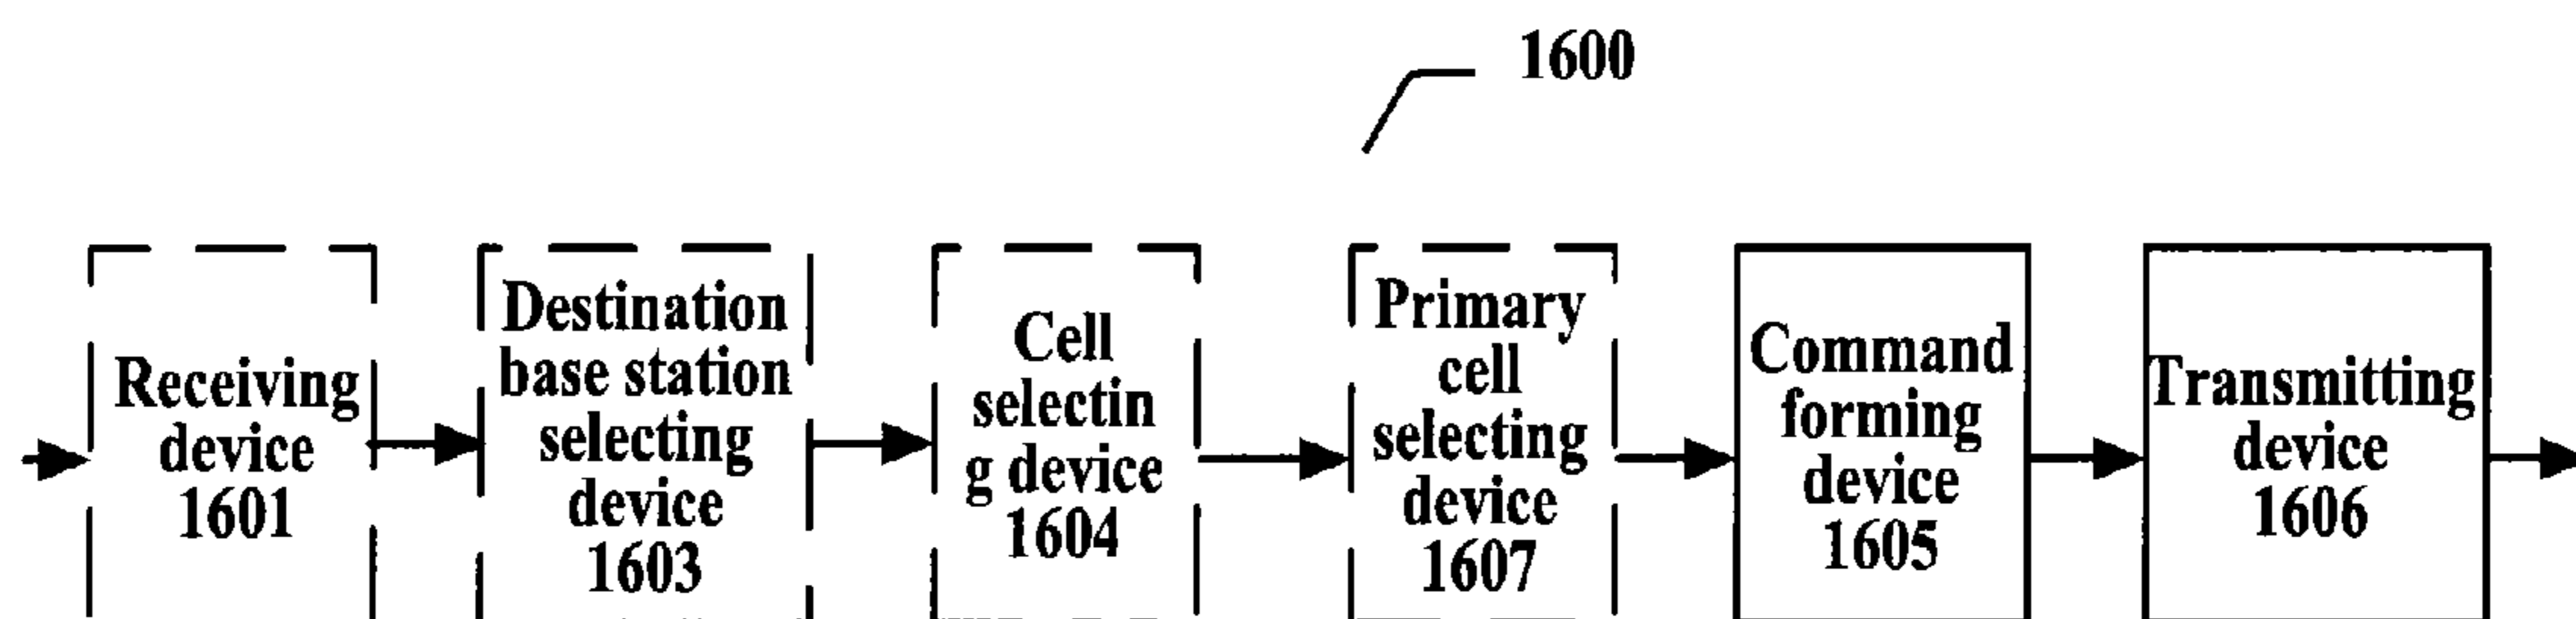 1600
Receiving
device
1601
Destination
base station
selecting
device
1603
Cell
selectin
g device
1604
Primary
cell
selecting
device
1607
Command
forming
device
1605
Transmitting
device
1606